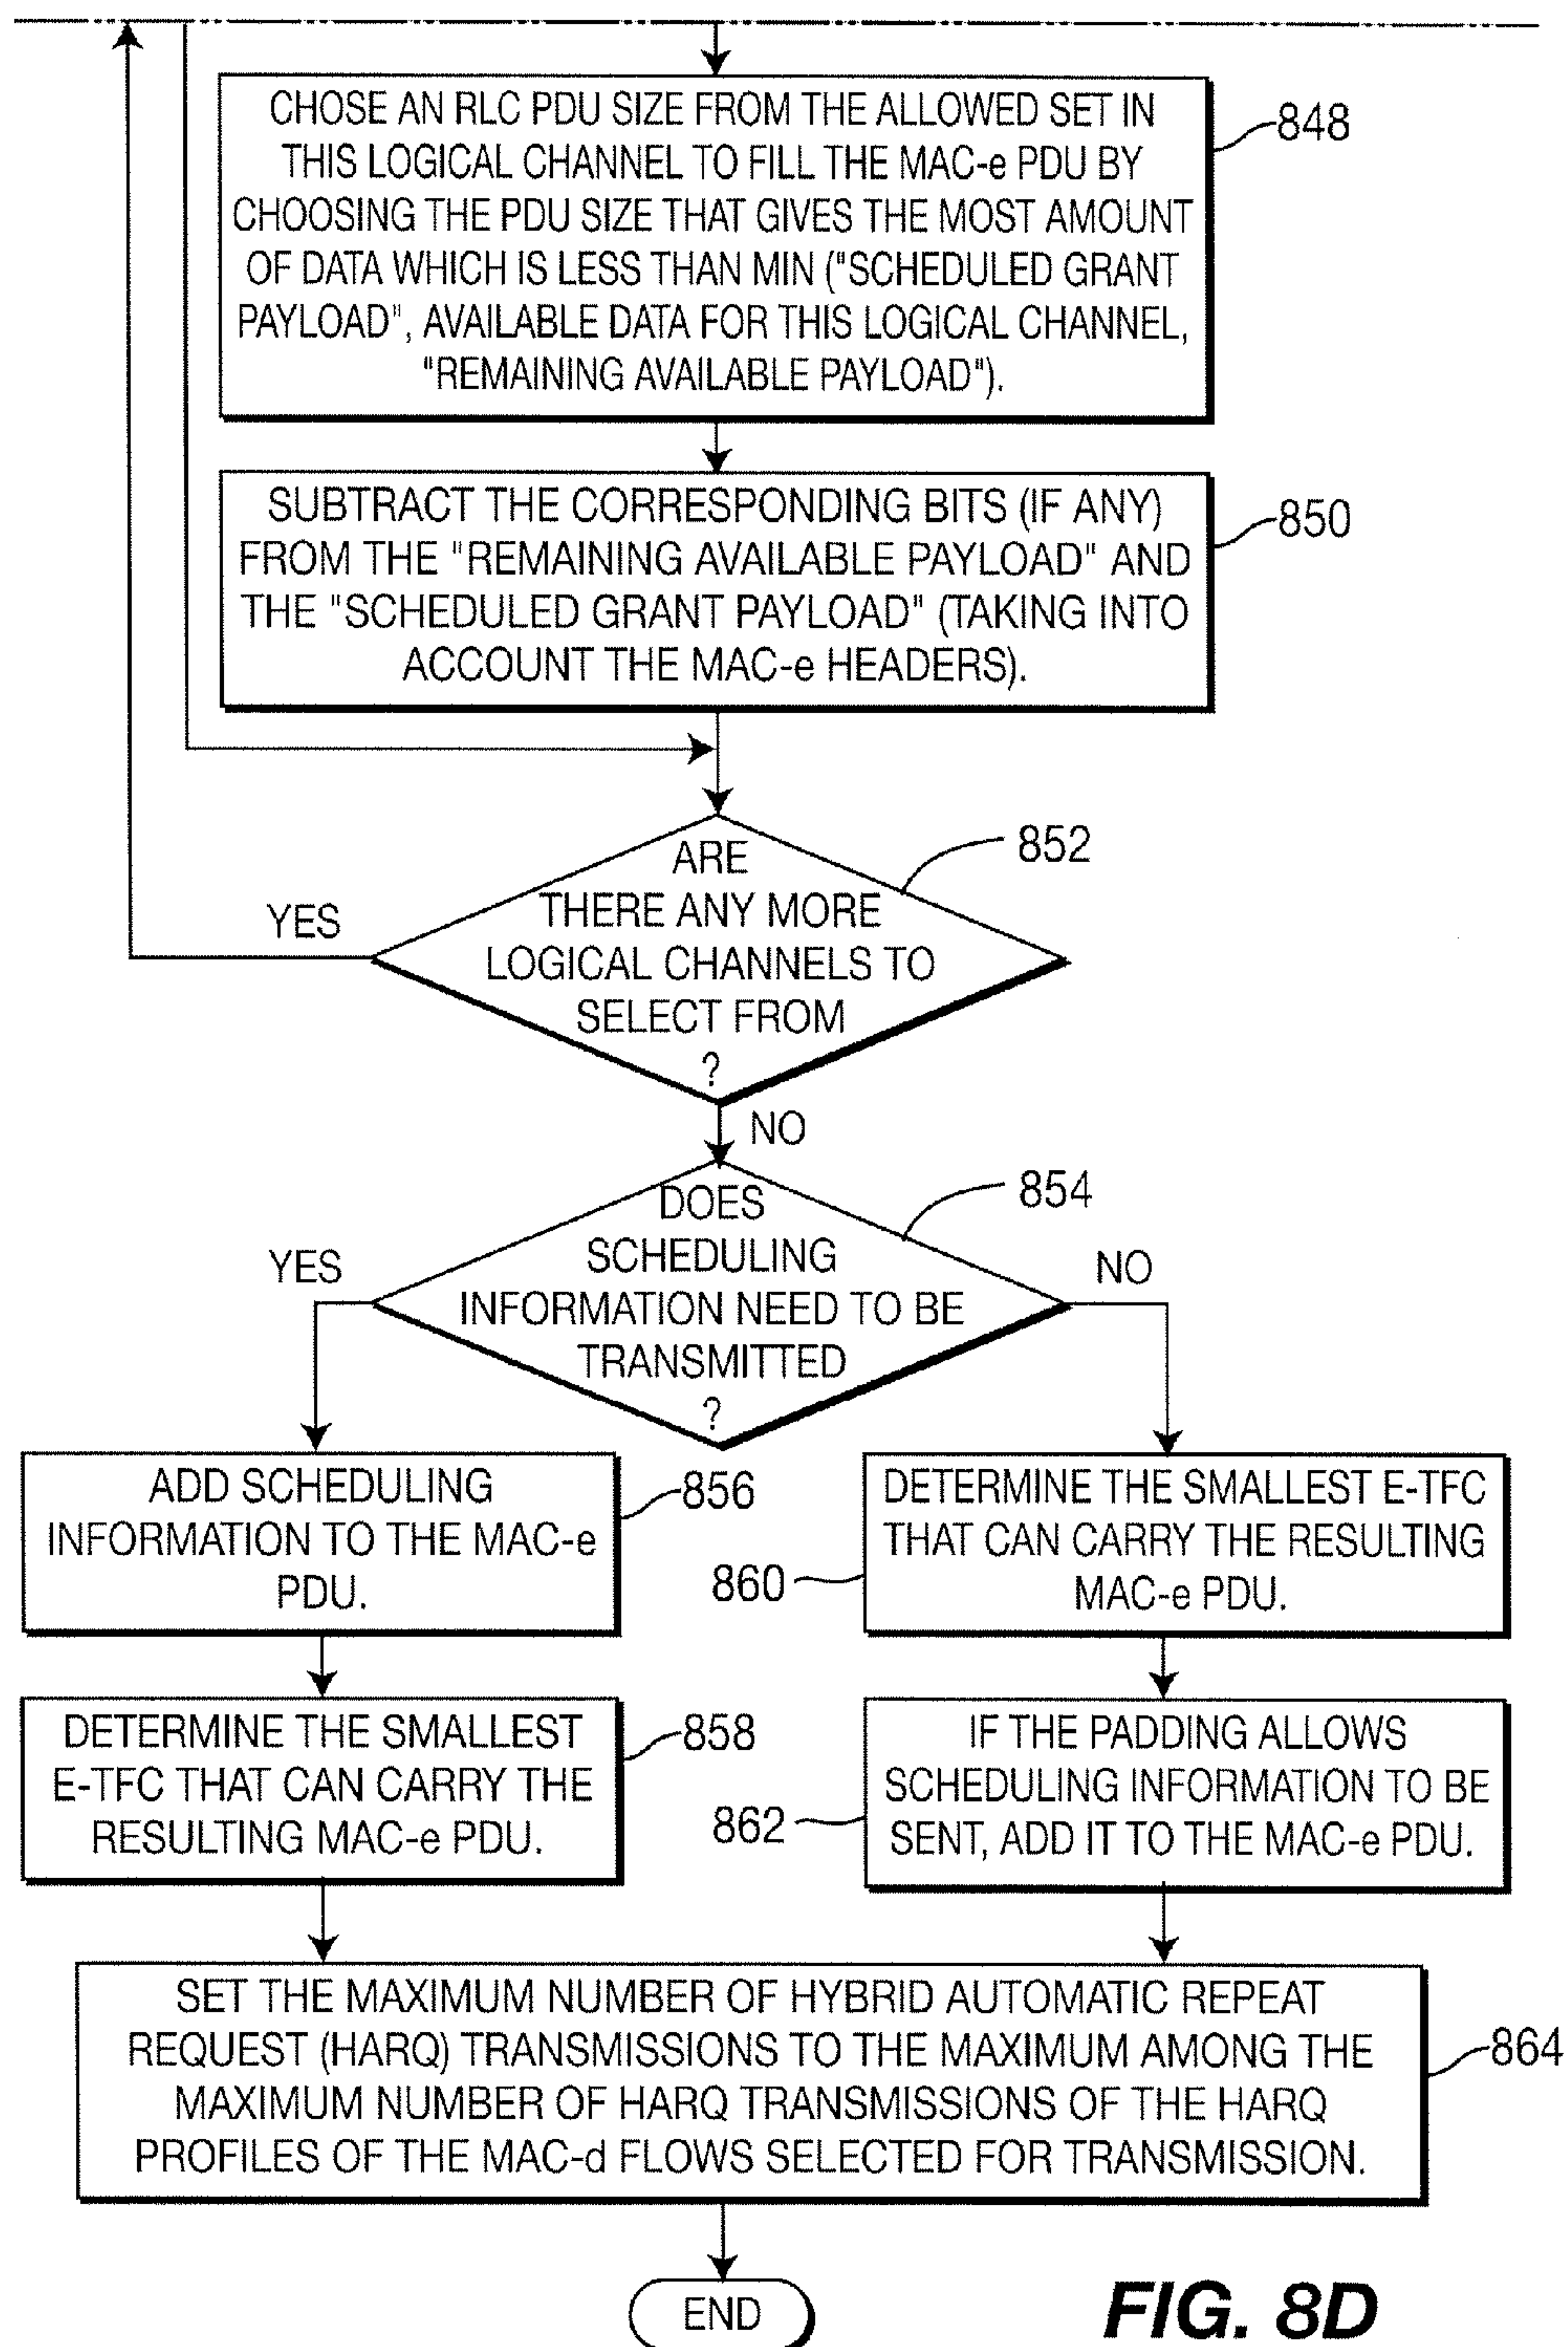 CHOSE AN RLC PDU SIZE FROM THE ALLOWED SET IN
THIS LOGICAL CHANNEL TO FILL THE MAC-e PDU BY
CHOOSING THE PDU SIZE THAT GIVES THE MOST AMOUNT
OF DATA WHICH IS LESS THAN MIN ("SCHEDULED GRANT
PAYLOAD", AVAILABLE DATA FOR THIS LOGICAL CHANNEL,
"REMAINING AVAILABLE PAYLOAD").
848
SUBTRACT THE CORRESPONDING BITS (IF ANY)
FROM THE "REMAINING AVAILABLE PAYLOAD" AND
THE "SCHEDULED GRANT PAYLOAD" (TAKING INTO
ACCOUNT THE MAC-e HEADERS).
850
ARE
THERE ANY MORE
LOGICAL CHANNELS TO
SELECT FROM
?
852
YES
NO
DOES
SCHEDULING
INFORMATION NEED TO BE
TRANSMITTED
?
854
YES
NO
ADD SCHEDULING
INFORMATION TO THE MAC-e
PDU.
856
DETERMINE THE SMALLEST E-TFC
THAT CAN CARRY THE RESULTING
MAC-e PDU.
860
DETERMINE THE SMALLEST
E-TFC THAT CAN CARRY THE
RESULTING MAC-e PDU.
858
IF THE PADDING ALLOWS
SCHEDULING INFORMATION TO BE
SENT, ADD IT TO THE MAC-e PDU.
862
SET THE MAXIMUM NUMBER OF HYBRID AUTOMATIC REPEAT
REQUEST (HARQ) TRANSMISSIONS TO THE MAXIMUM AMONG THE
MAXIMUM NUMBER OF HARQ TRANSMISSIONS OF THE HARQ
PROFILES OF THE MAC-d FLOWS SELECTED FOR TRANSMISSION.
864
END
FIG. 8D